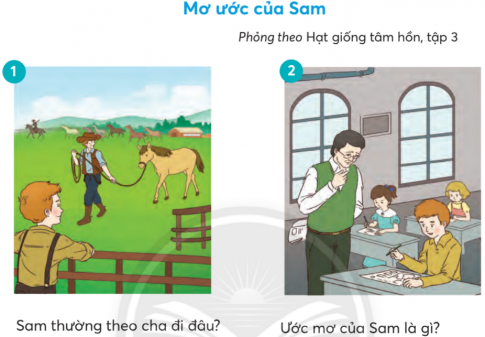 Mơ ước của Sam
Phỏng theo Hạt giống tâm hồn, tập 3
1
2
Sam thường theo cha đi đâu?
Ước mơ của Sam là gì?